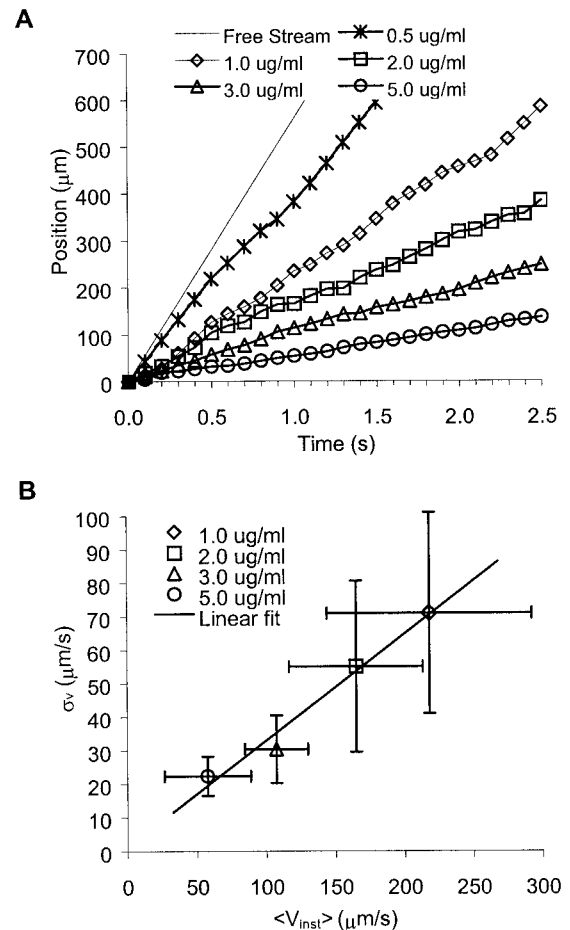 A
Free Stream 0.5 ug/ml
1.0 ug/ml 2.0 ug/ml
3.0 ug/ml 5.0 ug/ml
700
600
500
400
300
200
100
0
Position (μm)
0.0 0.5 1.0 1.5 2.0 2.5
Time (s)
B
100
90
80
70
60
50
40
30
20
10
0
σv (μm/s)
1.0 ug/ml
2.0 ug/ml
3.0 ug/ml
5.0 ug/ml
Linear fit
0 50 100 150 200 250 300
<Vinst> (μm/s)